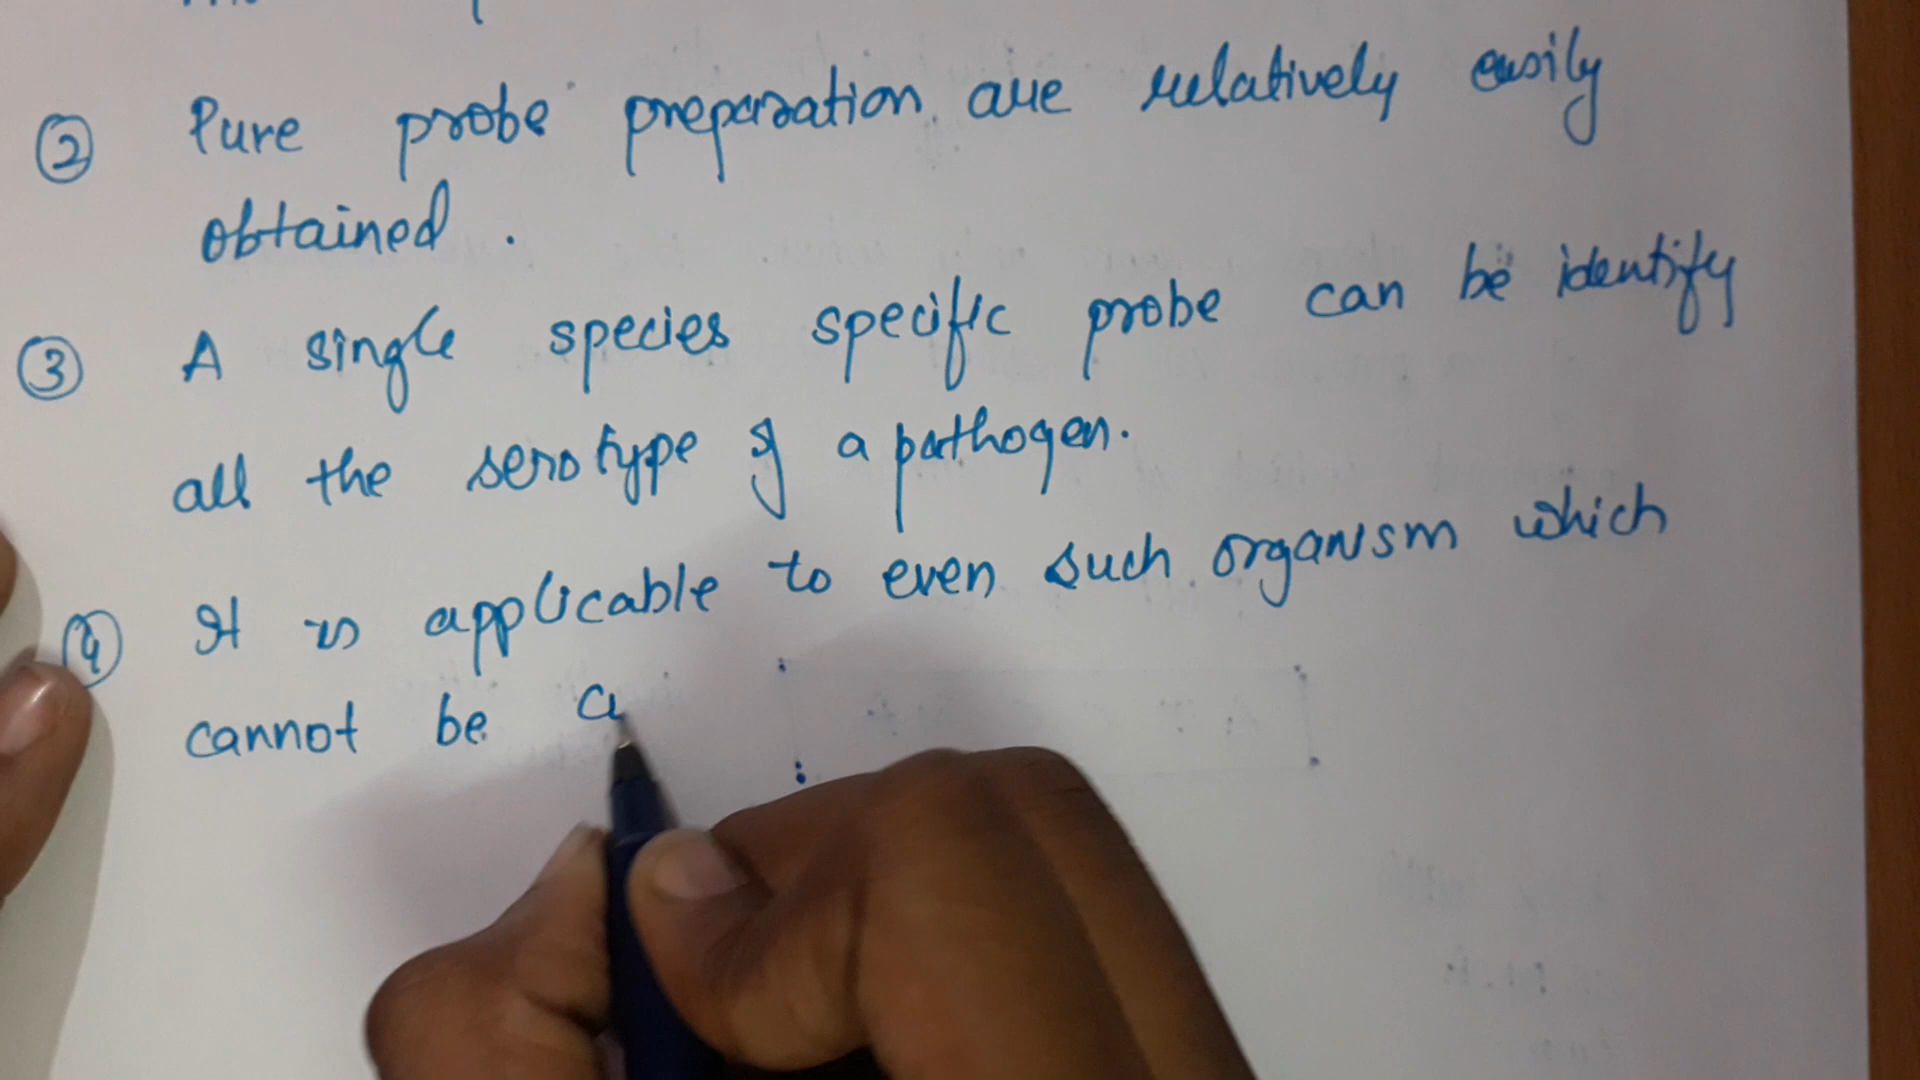 ② Pure probe preparation are relatively easily
obtained.
③ A single species specific probe can be identify
all the serotype of a pathogen.
④ It is applicable to even such organism which
cannot be